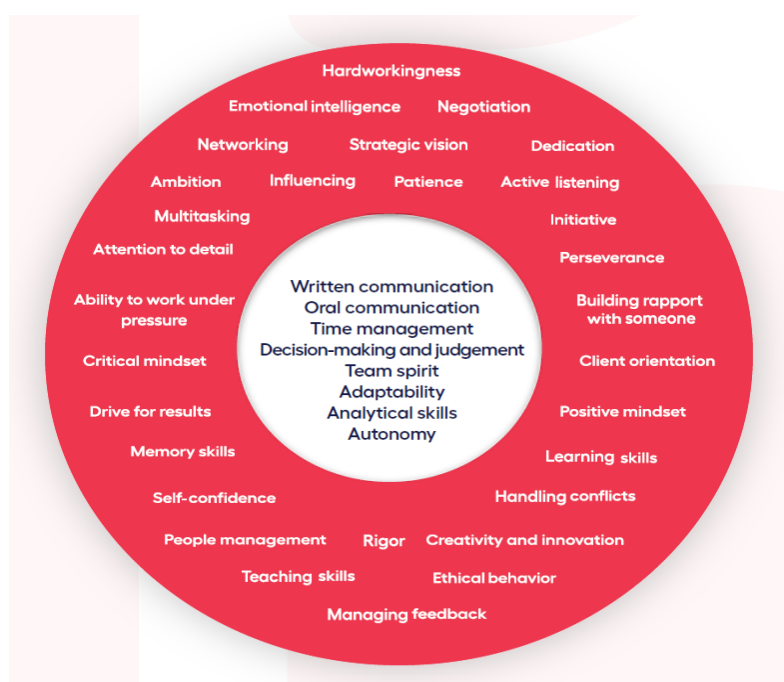 Hardworkingness
Emotional intelligence Negotiation
Networking Strategic vision Dedication
Ambition Influencing Patience Active listening
Multitasking Initiative
Attention to detail Perseverance
Written communication
Ability to work under Building rapport
pressure with someone
Oral communication
Time management
Decision-making and judgement
Critical mindset Client orientation
Team spirit
Adaptability
Drive for results Analytical skills Positive mindset
Autonomy
Memory skills Learning skills
Self-confidence Handling conflicts
People management Rigor Creativity and innovation
Teaching skills Ethical behavior
Managing feedback